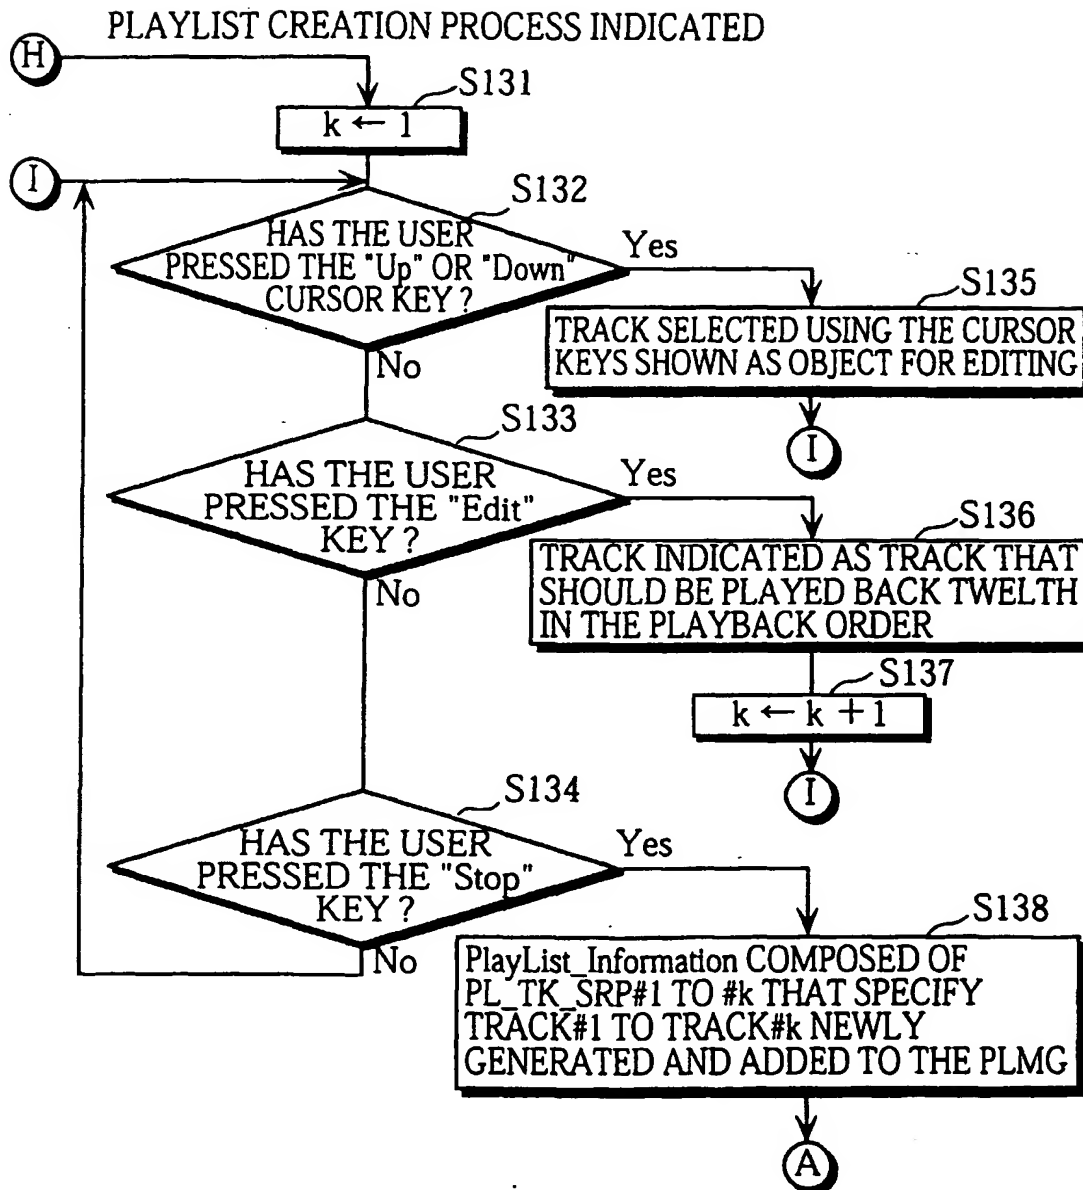 PLAYLIST CREATION PROCESS INDICATED
H
S131
k ← 1
I
S132
HAS THE USER
PRESSED THE "Up" OR "Down"
CURSOR KEY ?
Yes
No
S135
TRACK SELECTED USING THE CURSOR
KEYS SHOWN AS OBJECT FOR EDITING
I
S133
HAS THE USER
PRESSED THE "Edit"
KEY ?
Yes
No
S136
TRACK INDICATED AS TRACK THAT
SHOULD BE PLAYED BACK TWELTH
IN THE PLAYBACK ORDER
S137
k ← k + 1
I
S134
HAS THE USER
PRESSED THE "Stop"
KEY ?
Yes
No
S138
PlayList_Information COMPOSED OF
PL_TK_SRP#1 TO #k THAT SPECIFY
TRACK#1 TO TRACK#k NEWLY
GENERATED AND ADDED TO THE PLMG
A